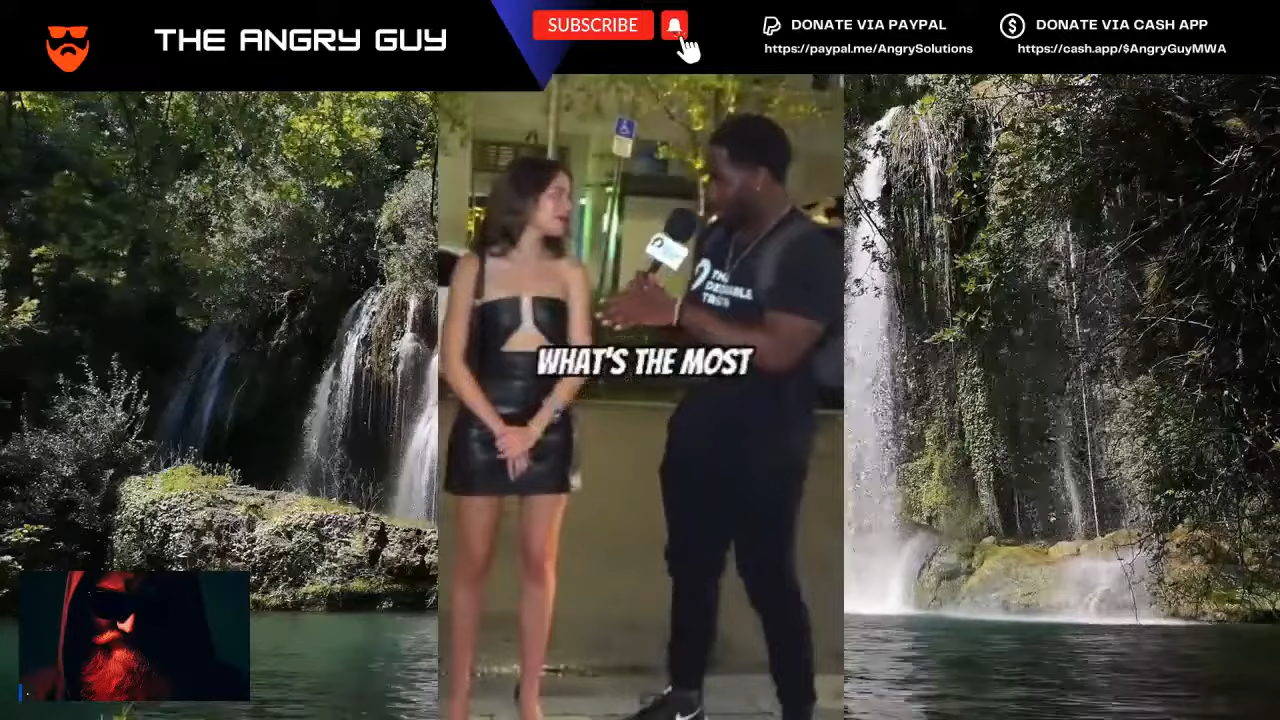 THE ANGRY GUY
SUBSCRIBE
DONATE VIA PAYPAL
https://paypal.me/AngrySolutions
DONATE VIA CASH APP
https://cash.app/$AngryGuyMWA
WHAT'S THE MOST